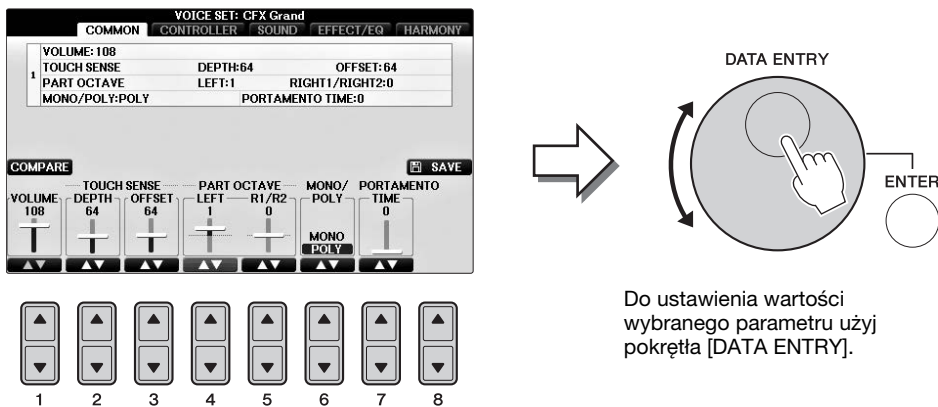 VOICE SET: CFX Grand
COMMON CONTROLLER SOUND EFFECT/EQ HARMONY
1
VOLUME: 108
TOUCH SENSE DEPTH:64 OFFSET:64
PART OCTAVE LEFT:1 RIGHT1/RIGHT2:0
MONO/POLY:POLY PORTAMENTO TIME:0
COMPARE SAVE
TOUCH SENSE PART OCTAVE MONO/ PORTAMENTO
VOLUME DEPTH OFFSET LEFT R1/R2 POLY TIME
108 64 64 1 0 0
MONO
POLY
1 2 3 4 5 6 7 8
DATA ENTRY
ENTER
Do ustawienia wartości
wybranego parametru użyj
pokrętła [DATA ENTRY].